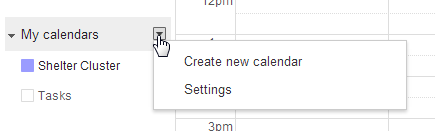 12pm
My calendars
Create new calendar
Shelter Cluster
Settings
Tasks
3pm